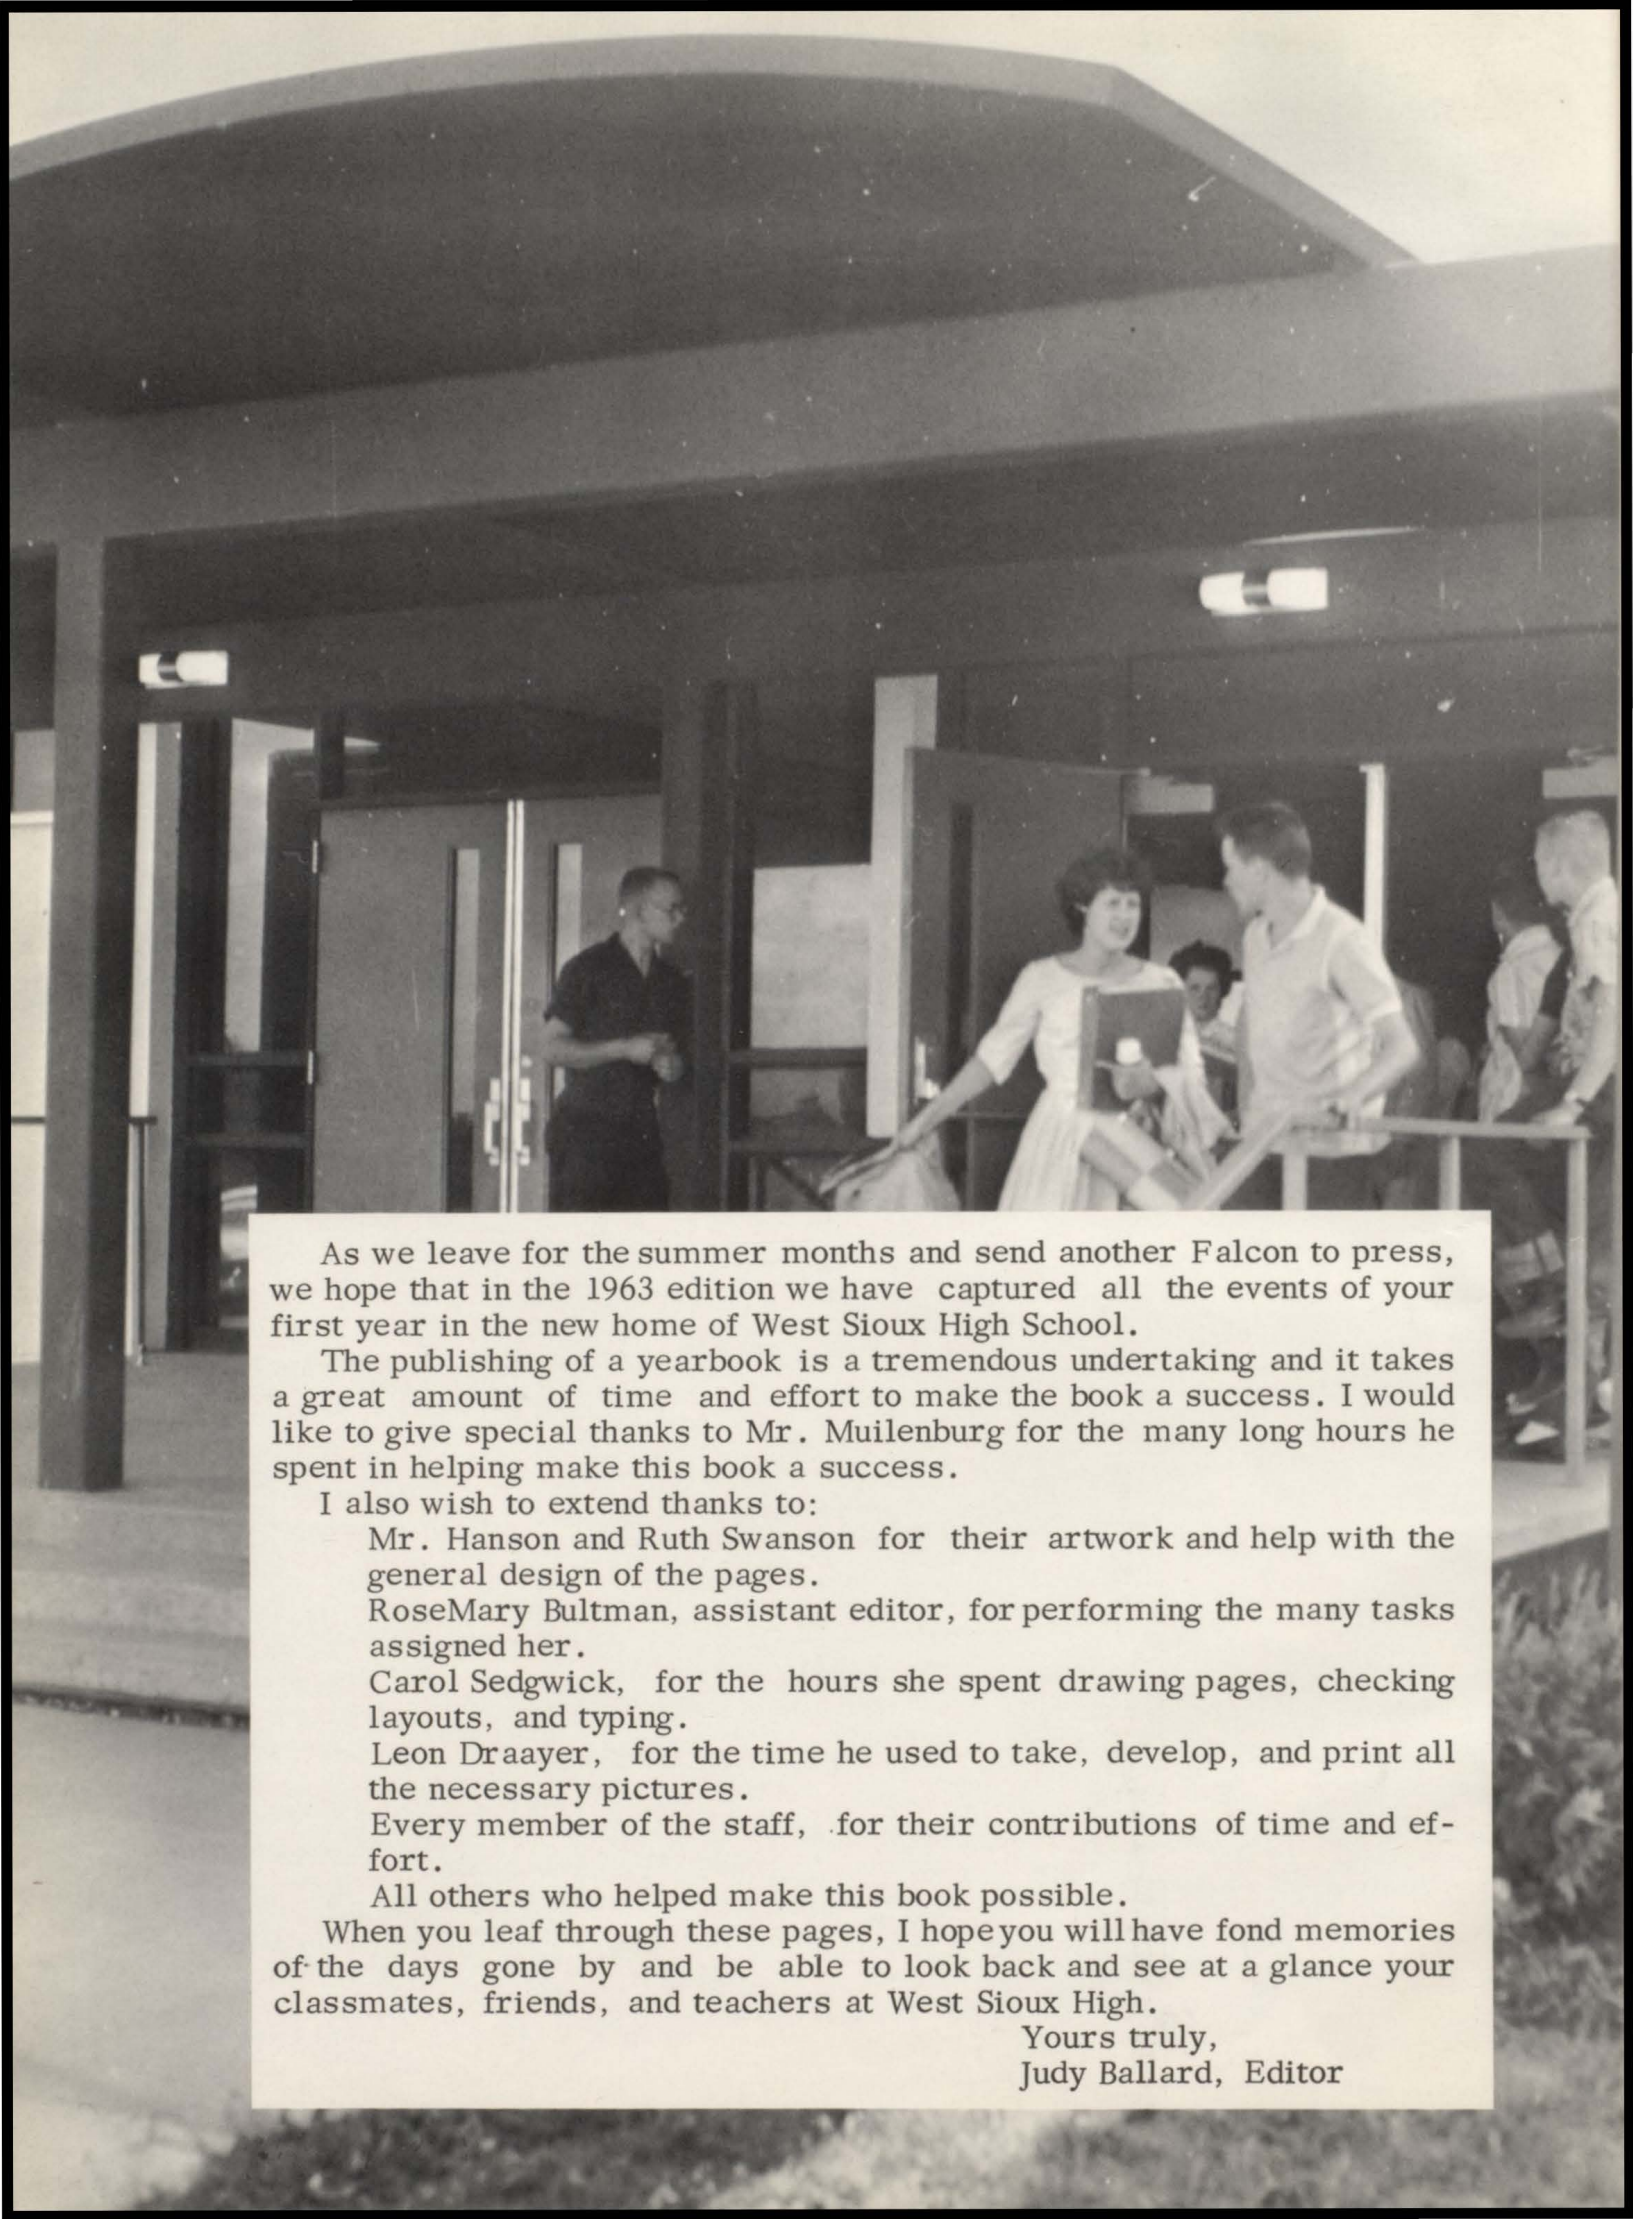 As we leave for the summer months and send another Falcon to press,
we hope that in the 1963 edition we have captured all the events of your
first year in the new home of West Sioux High School.
The publishing of a yearbook is a tremendous undertaking and it takes
a great amount of time and effort to make the book a success. I would
like to give special thanks to Mr. Muilenburg for the many long hours he
spent in helping make this book a success.
I also wish to extend thanks to:
Mr. Hanson and Ruth Swanson for their artwork and help with the
general design of the pages.
RoseMary Bultman, assistant editor, for performing the many tasks
assigned her.
Carol Sedgwick, for the hours she spent drawing pages, checking
layouts, and typing.
Leon Draayer, for the time he used to take, develop, and print all
the necessary pictures.
Every member of the staff, for their contributions of time and ef-
fort.
All others who helped make this book possible.
When you leaf through these pages, I hope you will have fond memories
of the days gone by and be able to look back and see at a glance your
classmates, friends, and teachers at West Sioux High.
Yours truly,
Judy Ballard, Editor